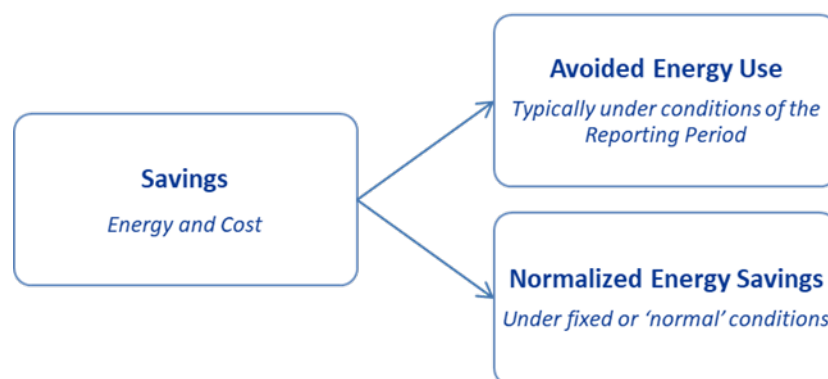 Savings
Energy and Cost
Avoided Energy Use
Typically under conditions of the
Reporting Period
Normalized Energy Savings
Under fixed or ‘normal’ conditions